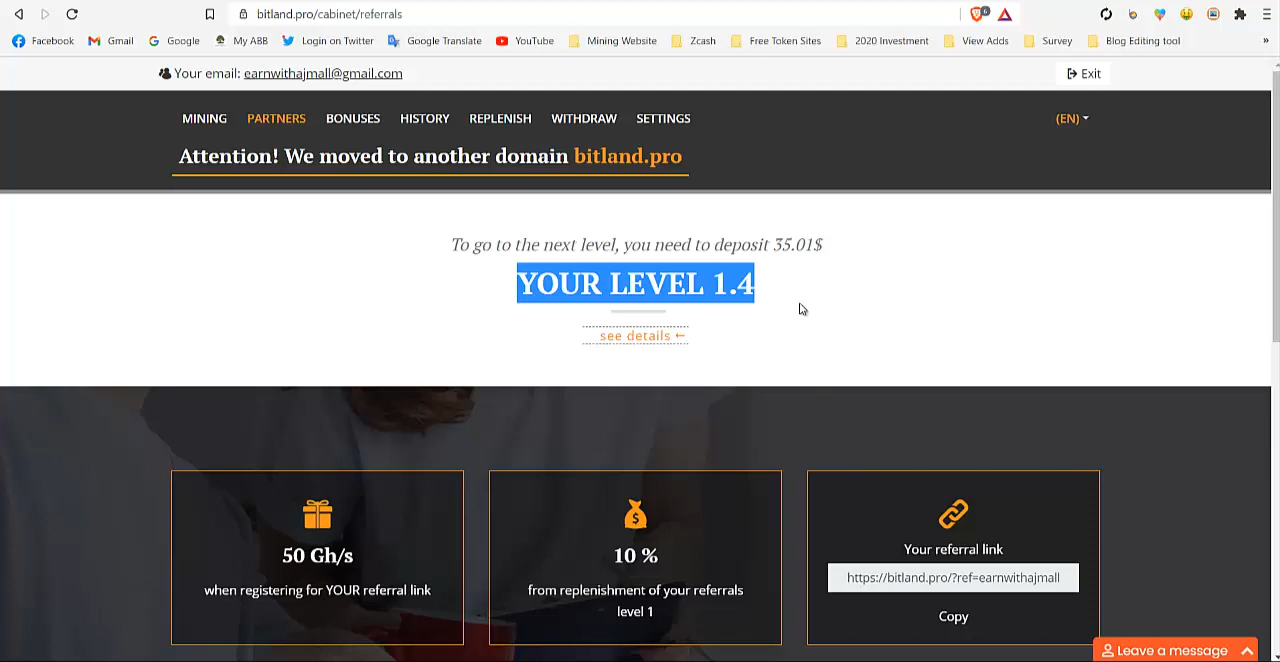 bitland.pro/cabinet/referrals
6
Facebook Gmail Google My ABB Login on Twitter Google Translate YouTube Mining Website Zcash Free Token Sites 2020 Investment View Adds Survey Blog Editing tool »
Your email: earnwithajmall@gmail.com Exit
MINING PARTNERS BONUSES HISTORY REPLENISH WITHDRAW SETTINGS (EN)
Attention! We moved to another domain bitland.pro
To go to the next level, you need to deposit 35.01$
YOUR LEVEL 1.4
see details ←
50 Gh/s
when registering for YOUR referral link
10 %
from replenishment of your referrals
level 1
Your referral link
https://bitland.pro/?ref=earnwithajmall
Copy
Leave a message